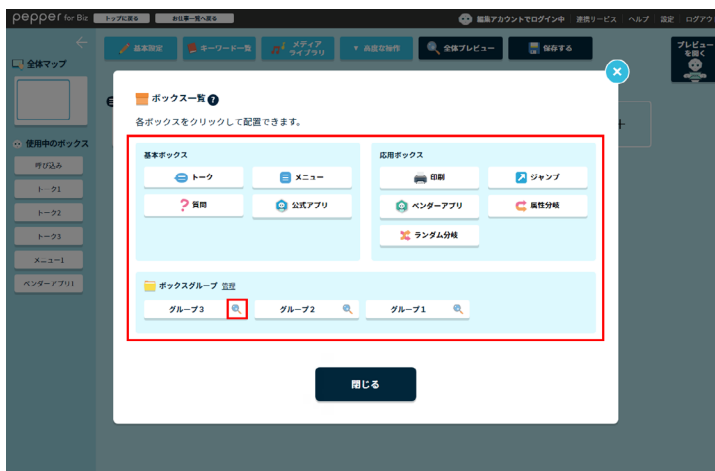 pepper for Biz トップに戻る お仕事一覧へ戻る 編集アカウントでログイン中 連携サービス ヘルプ 設定 ログアウ
基本設定 キーワード一覧 メディアライブラリ 高度な操作 全体プレビュー 保存する プレビューを開く
全体マップ
使用中のボックス
呼び込み
トーク1
トーク2
トーク3
メニュー1
ベンダーアプリ1
ボックス一覧 ?
各ボックスをクリックして配置できます。
基本ボックス
トーク メニュー
質問 公式アプリ
応用ボックス
印刷 ジャンプ
ベンダーアプリ 属性分岐
ランダム分岐
ボックスグループ 管理
グループ3 グループ2 グループ1
閉じる